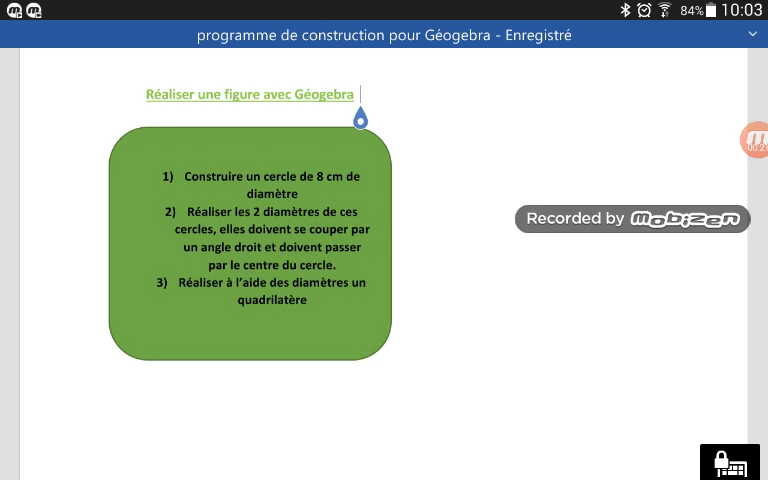 84% 10:03
programme de construction pour Géogebra - Enregistré
Réaliser une figure avec Géogebra
00:21
1) Construire un cercle de 8 cm de
diamètre
Recorded by mobizen
2) Réaliser les 2 diamètres de ces
cercles, elles doivent se couper par
un angle droit et doivent passer
par le centre du cercle.
3) Réaliser à l'aide des diamètres un
quadrilatère